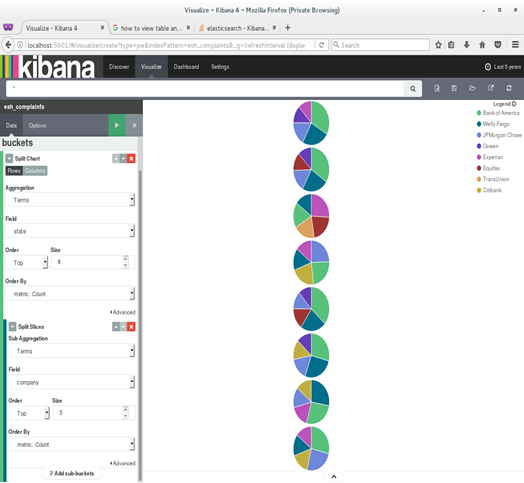 Visualize - Kibana 4 - Mozilla Firefox (Private Browsing)
Visualize - Kibana 4
how to view table an...
elasticsearch - Kibana...
localhost:5601/#/visualize/create?type=pie&indexPattern=esh_complaints&_g=(refreshInterval:(displa
Search
kibana
Discover
Visualize
Dashboard
Settings
Last 5 years
*
esh_complaints
Data
Options
buckets
Split Chart
Rows
Columns
Aggregation
Terms
Field
state
Order
Size
Top
8
Order By
metric: Count
Advanced
Split Slices
Sub Aggregation
Terms
Field
company
Order
Size
Top
5
Order By
metric: Count
Advanced
Add sub-buckets
Legend
Bank of America
Wells Fargo
JPMorgan Chase
Ocwen
Experian
Equifax
TransUnion
Citibank